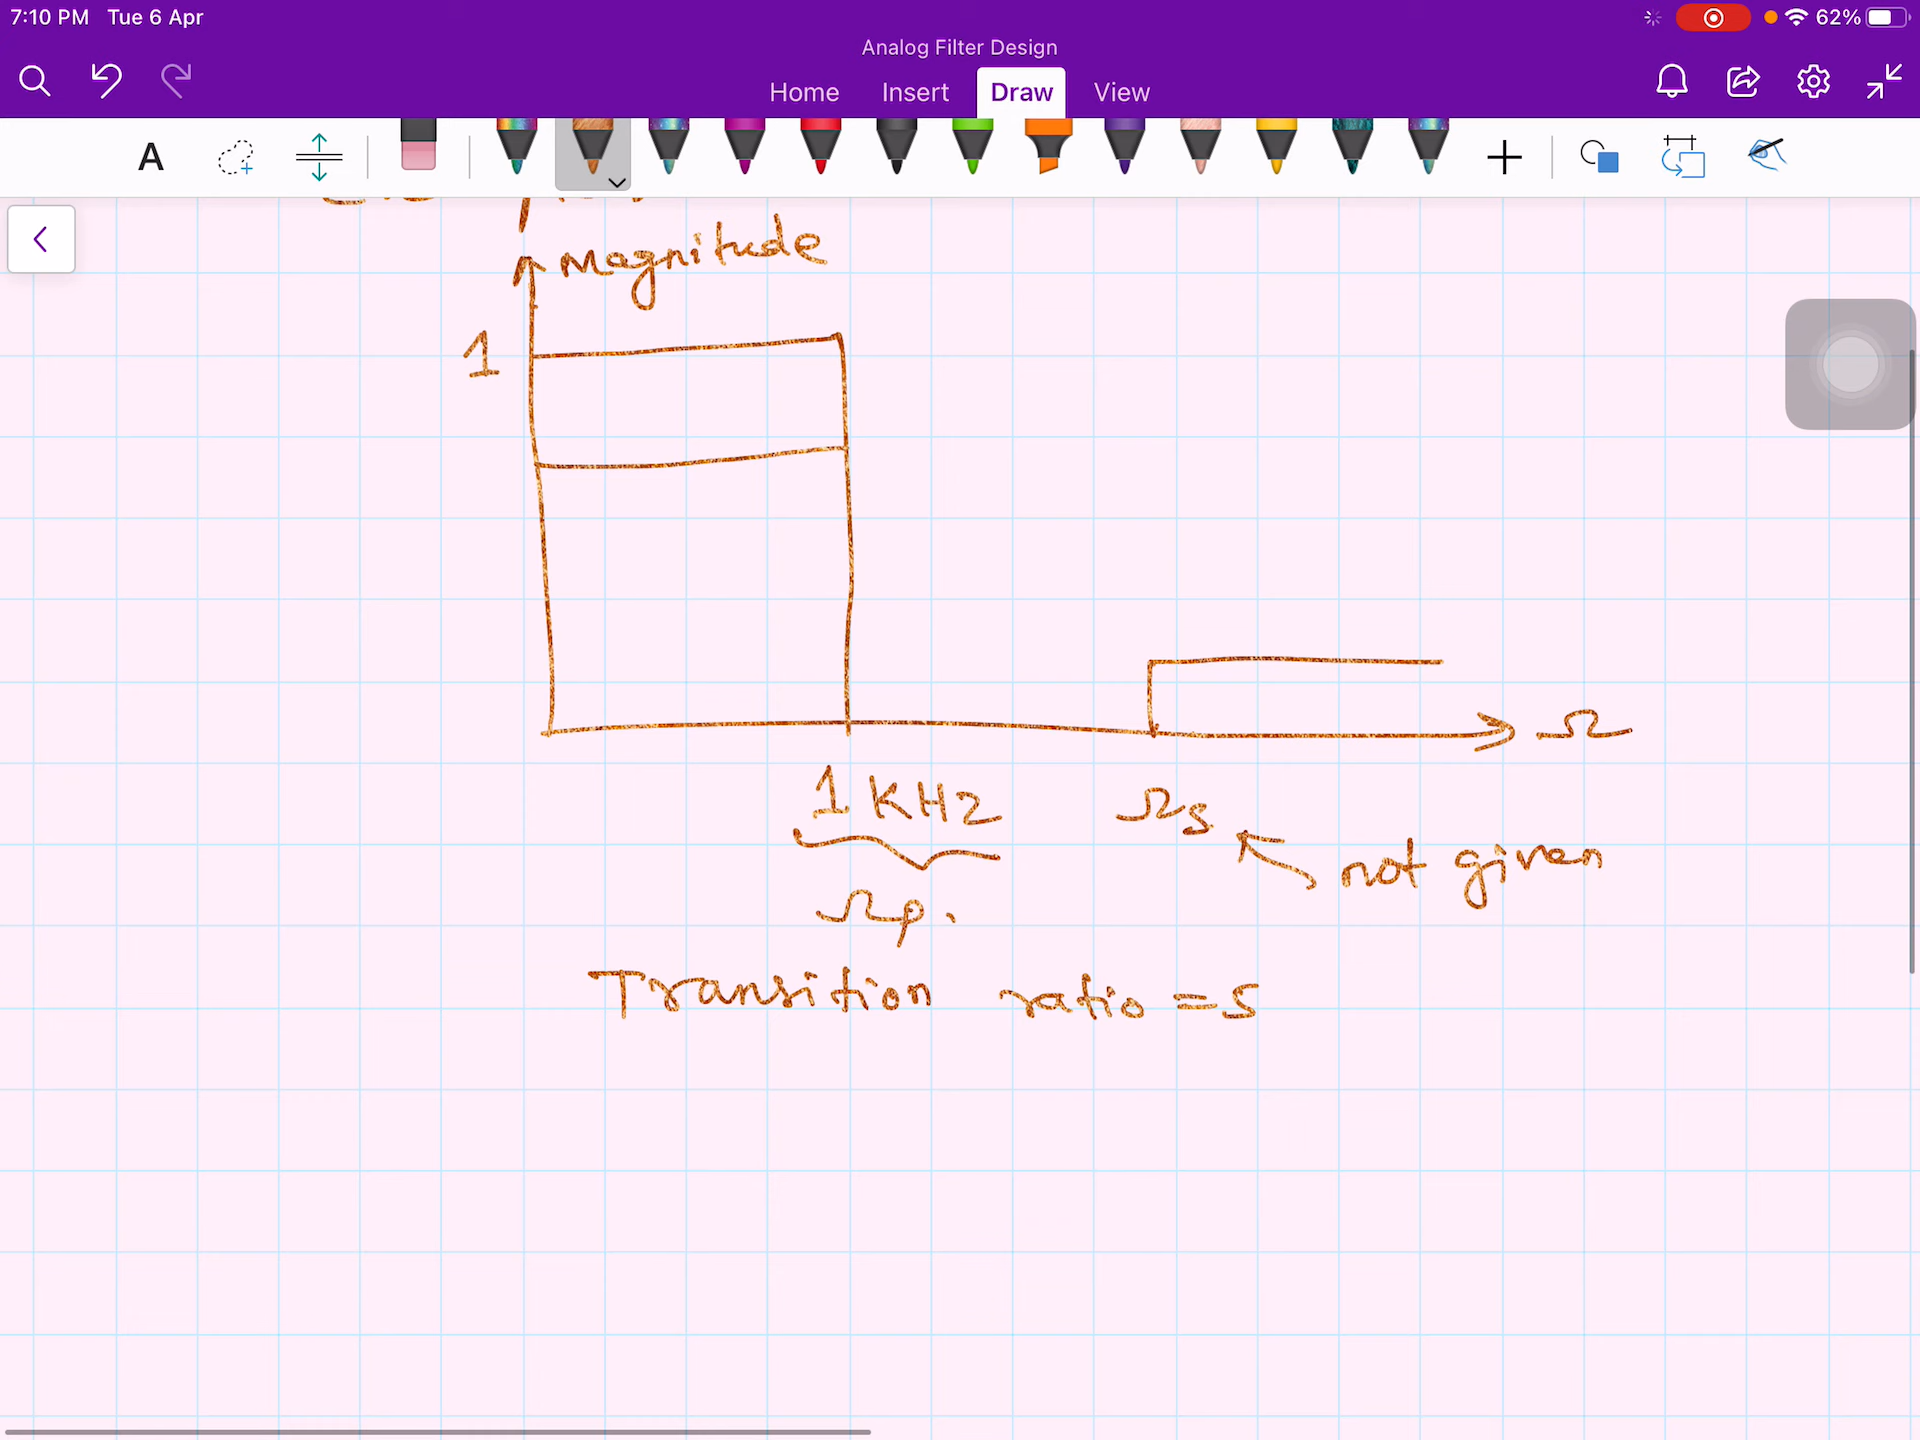 7:10 PM Tue 6 Apr
62%
Analog Filter Design
Home Insert Draw View
A
Magnitude
1
Ω
1 KHz
Ωs
not given
Ωp.
Transition ratio = 5